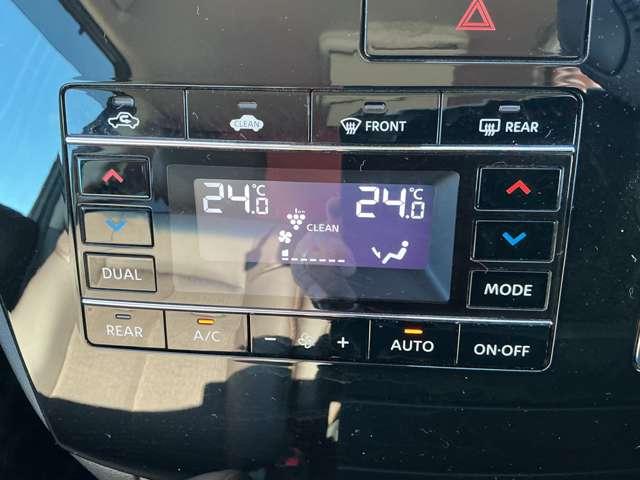 CLEAN FRONT REAR
24.0°C 24.0°C
CLEAN
DUAL MODE
REAR A/C - + AUTO ON·OFF